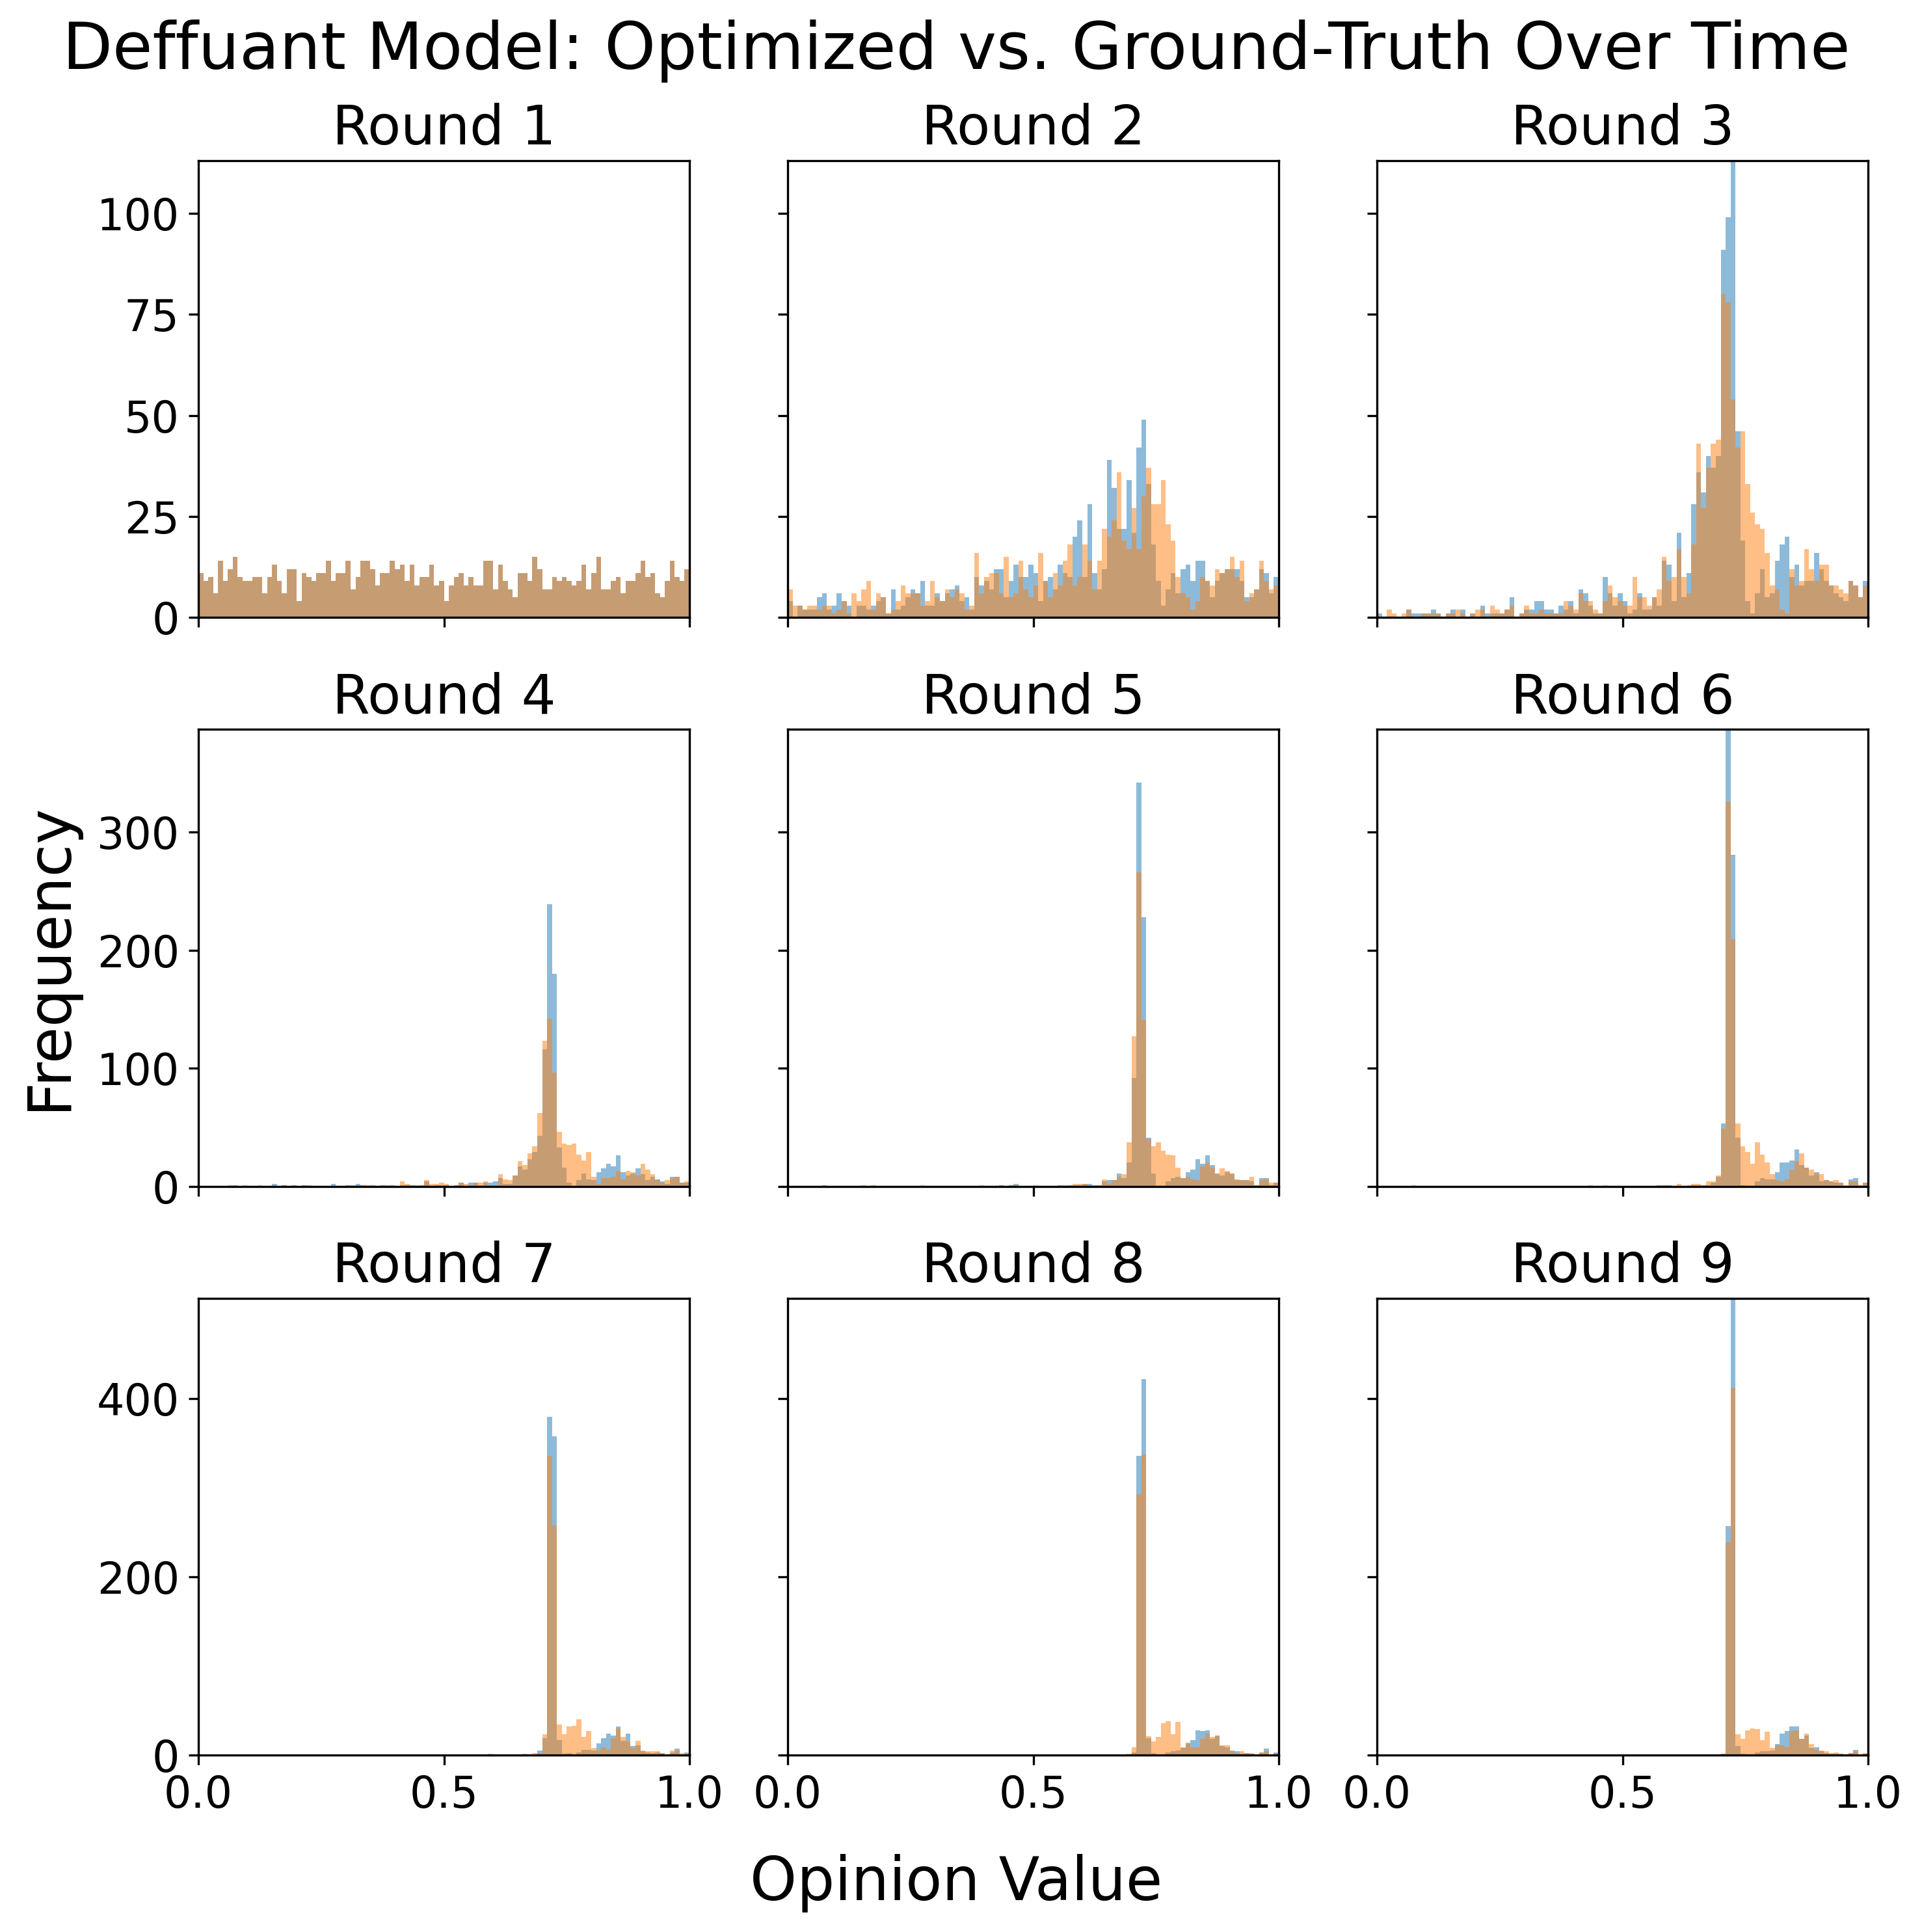 Deffuant Model: Optimized vs. Ground-Truth Over Time
Round 1
Round 2
Round 3
100
75
50
25
0
Round 4
Round 5
Round 6
Frequency
300
200
100
0
Round 7
Round 8
Round 9
400
200
0
0.0 0.5 1.0 0.0 0.5 1.0 0.0 0.5 1.0
Opinion Value